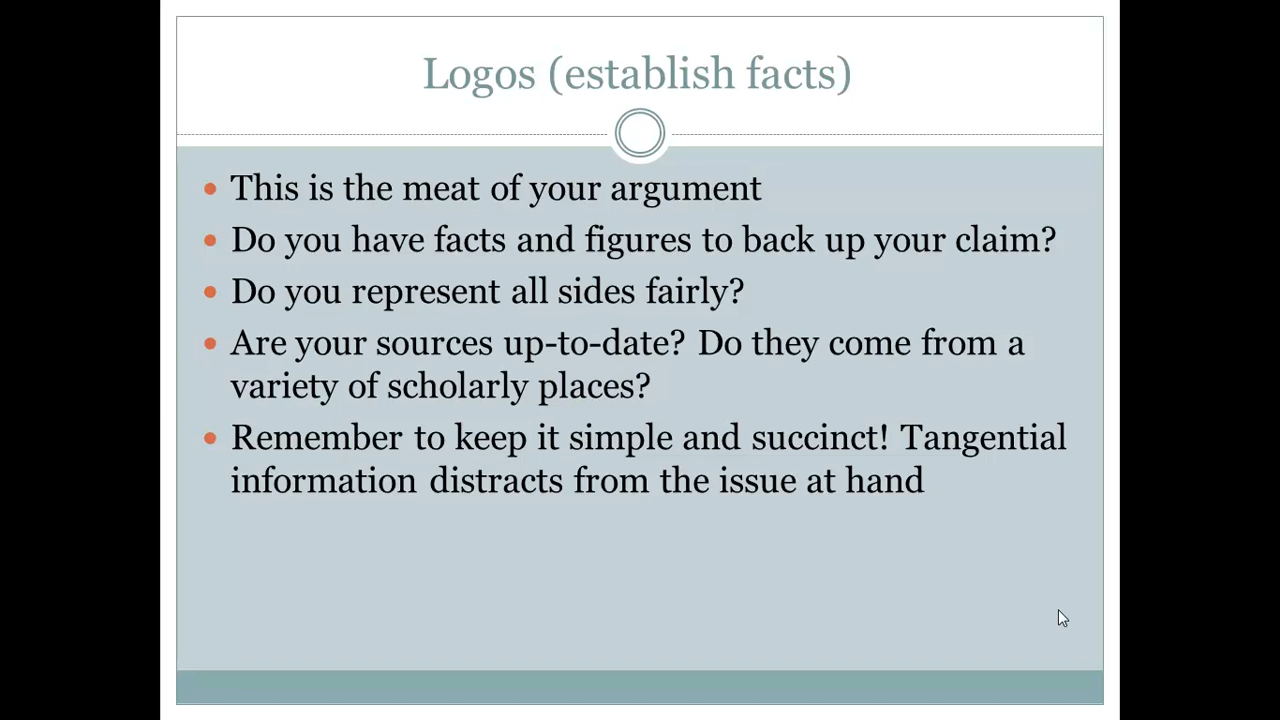 Logos (establish facts)
This is the meat of your argument
Do you have facts and figures to back up your claim?
Do you represent all sides fairly?
Are your sources up-to-date? Do they come from a
variety of scholarly places?
Remember to keep it simple and succinct! Tangential
information distracts from the issue at hand